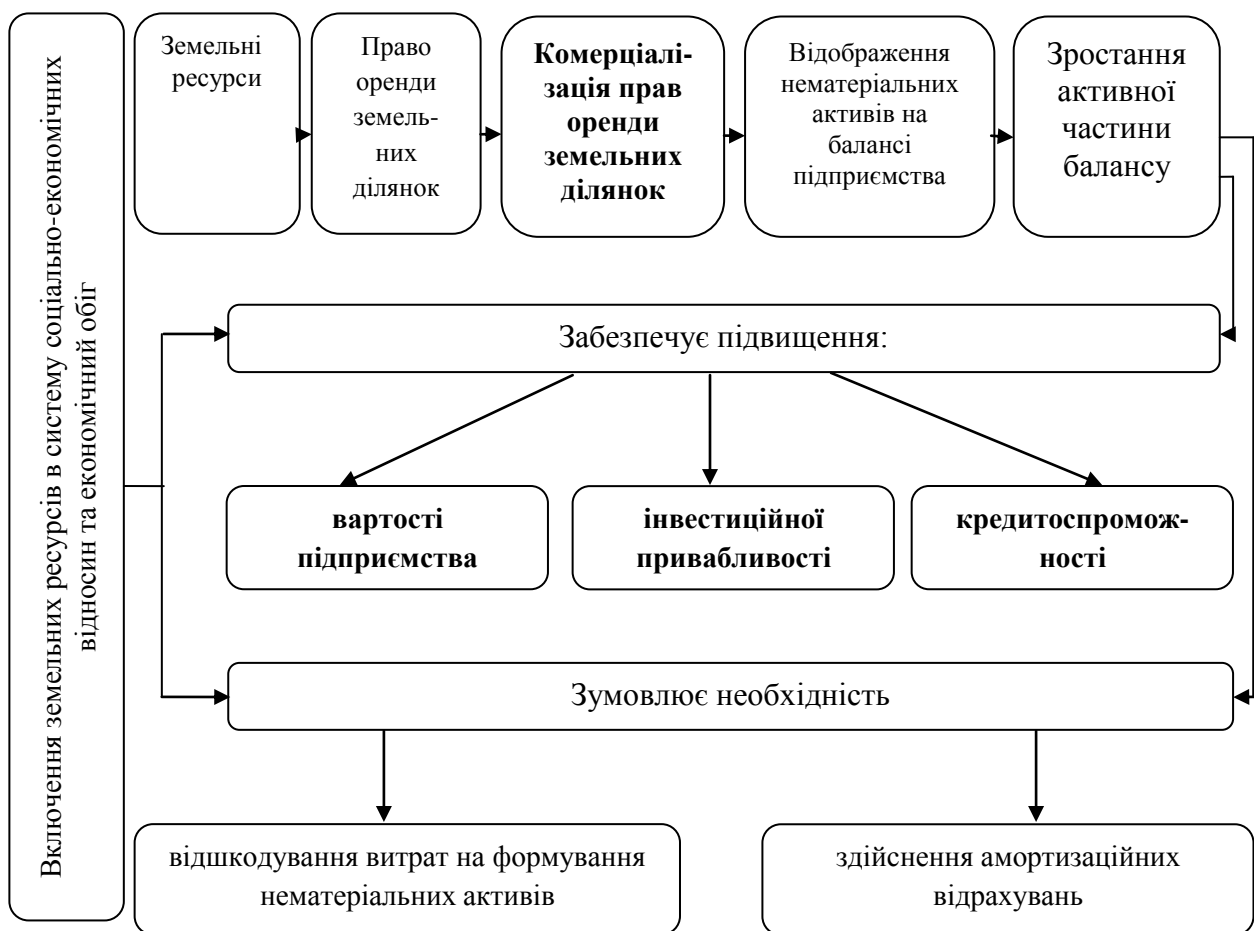 Включення земельних ресурсів в систему соціально-економічних
відносин та економічний обіг
Земельні
ресурси
Право
оренди
земель-
них
ділянок
Комерціалі-
зація прав
оренди
земельних
ділянок
Відображення
нематеріальних
активів на
балансі
підприємства
Зростання
активної
частини
балансу
Забезпечує підвищення:
вартості
підприємства
інвестиційної
привабливості
кредитоспромож-
ності
Зумовлює необхідність
відшкодування витрат на формування
нематеріальних активів
здійснення амортизаційних
відрахувань